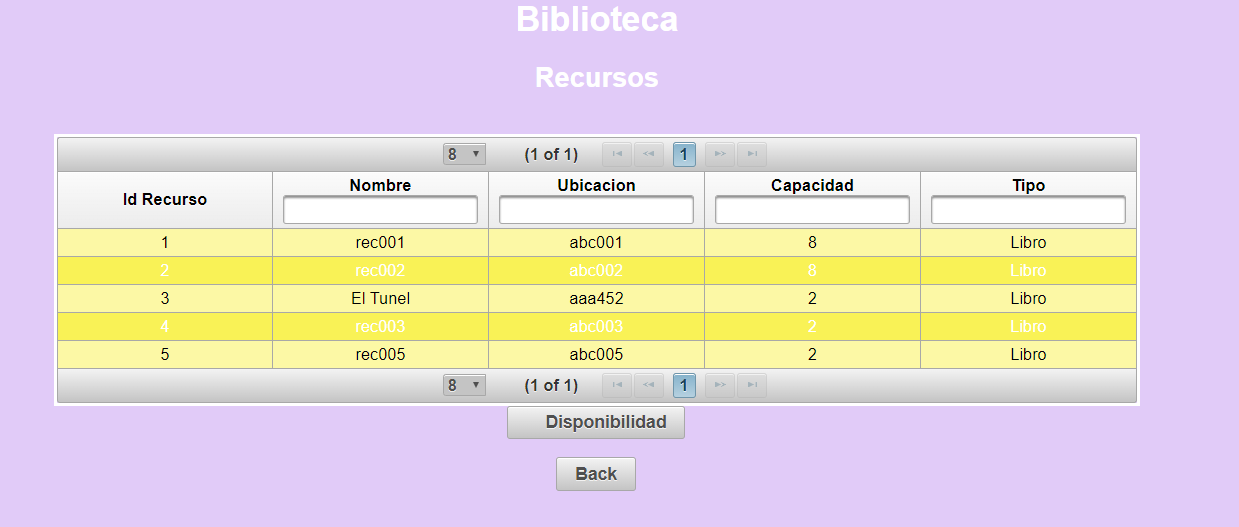 Biblioteca
Recursos
8 (1 of 1) 1
Id Recurso Nombre Ubicacion Capacidad Tipo
1 rec001 abc001 8 Libro
2 rec002 abc002 8 Libro
3 El Tunel aaa452 2 Libro
4 rec003 abc003 2 Libro
5 rec005 abc005 2 Libro
8 (1 of 1) 1
Disponibilidad
Back